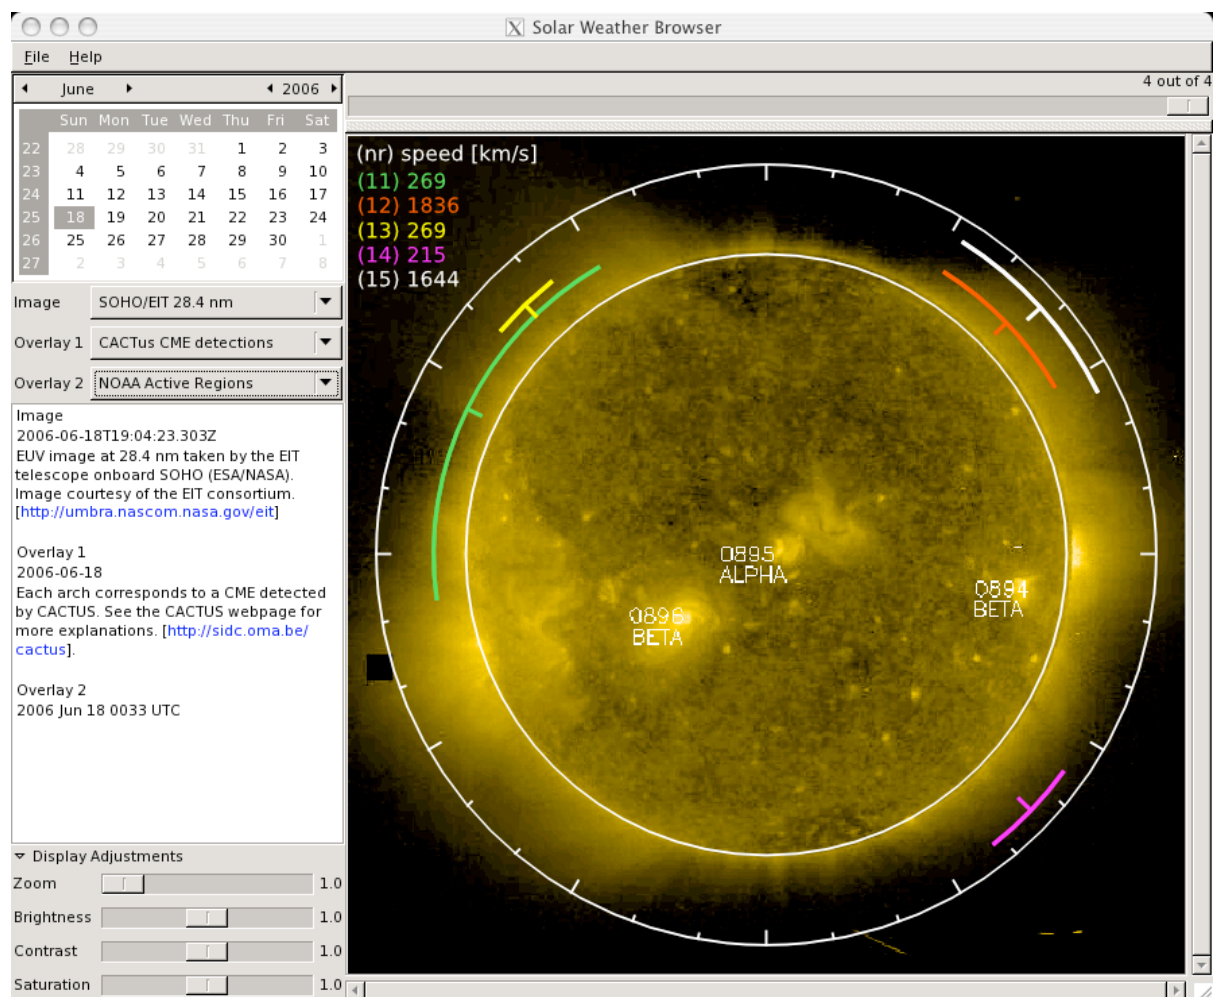 Solar Weather Browser
File Help
June 2006
Sun Mon Tue Wed Thu Fri Sat
22 28 29 30 31 1 2 3
23 4 5 6 7 8 9 10
24 11 12 13 14 15 16 17
25 18 19 20 21 22 23 24
26 25 26 27 28 29 30 1
27 2 3 4 5 6 7 8
Image SOHO/EIT 28.4 nm
Overlay 1 CACTus CME detections
Overlay 2 NOAA Active Regions
Image
2006-06-18T19:04:23.303Z
EUV image at 28.4 nm taken by the EIT
telescope onboard SOHO (ESA/NASA).
Image courtesy of the EIT consortium.
[http://umbra.nascom.nasa.gov/eit]
Overlay 1
2006-06-18
Each arch corresponds to a CME detected
by CACTUS. See the CACTUS webpage for
more explanations. [http://sidc.oma.be/
cactus].
Overlay 2
2006 Jun 18 0033 UTC
Display Adjustments
Zoom 1.0
Brightness 1.0
Contrast 1.0
Saturation 1.0
4 out of 4
(nr) speed [km/s]
(11) 269
(12) 1836
(13) 269
(14) 215
(15) 1644
0895
ALPHA
0894
BETA
0896
BETA